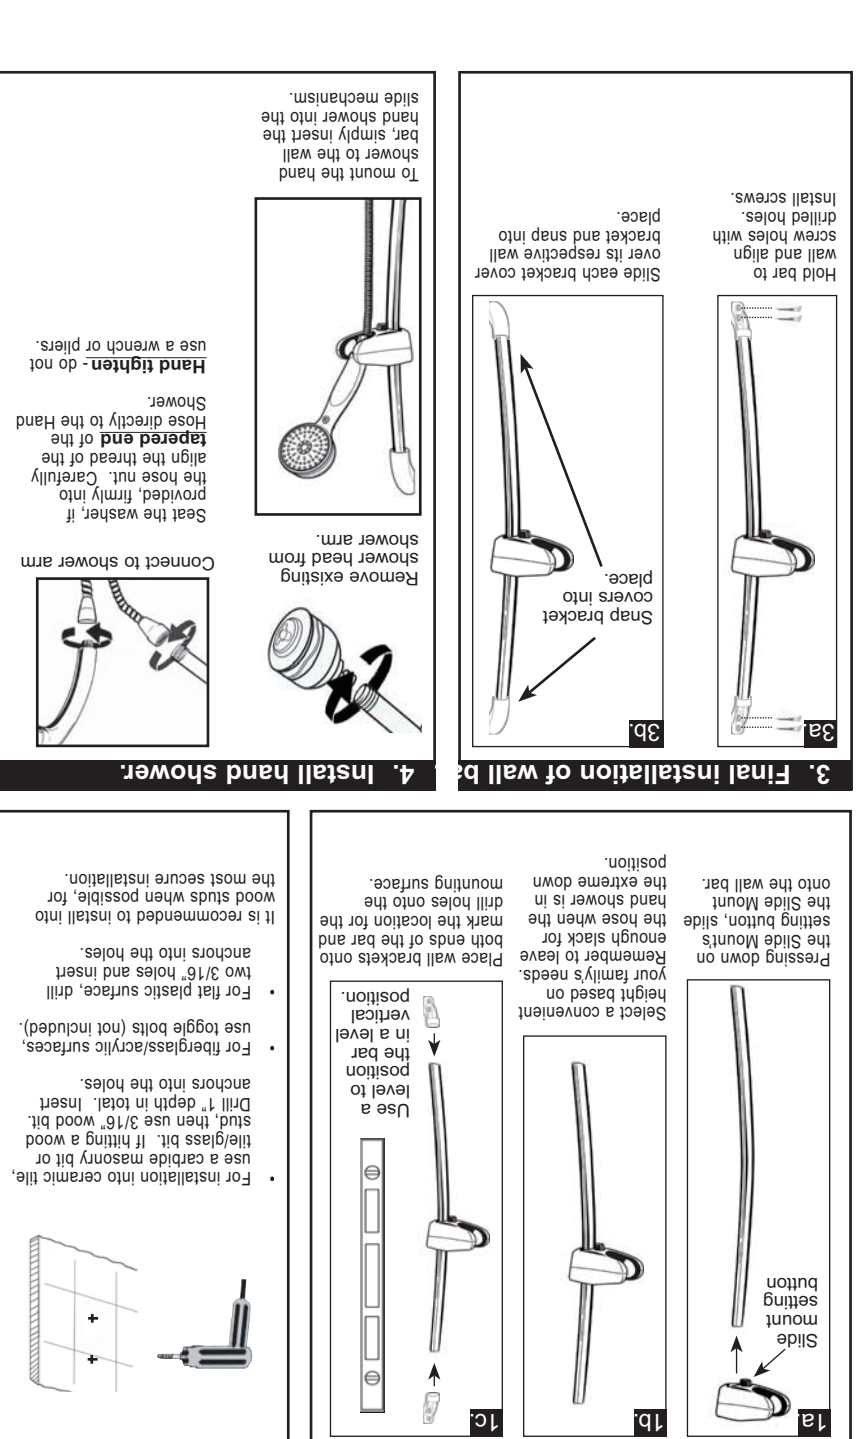 1a.
Slide
mount
setting
button
Pressing down on
the Slide Mount's
setting button, slide
the Slide Mount
onto the wall bar.
1b.
Select a convenient
height based on
your family's needs.
Remember to leave
enough slack for
the hose when the
hand shower is in
the extreme down
position.
1c.
Use a
level to
position
the bar
in a level
vertical
position.
Place wall brackets onto
both ends of the bar and
mark the location for the
drill holes onto the
mounting surface.
• For installation into ceramic tile,
use a carbide masonry bit or
tile/glass bit. If hitting a wood
stud, then use 3/16" wood bit.
Drill 1" depth in total. Insert
anchors into the holes.
• For fiberglass/acrylic surfaces,
use toggle bolts (not included).
• For flat plastic surface, drill
two 3/16" holes and insert
anchors into the holes.
It is recommended to install into
wood studs when possible, for
the most secure installation.
3. Final installation of wall ba
3a.
Hold bar to
wall and align
screw holes with
drilled holes.
Install screws.
3b.
Snap bracket
covers into
place.
Slide each bracket cover
over its respective wall
bracket and snap into
place.
4. Install hand shower.
Remove existing
shower head from
shower arm.
To mount the hand
shower to the wall
bar, simply insert the
hand shower into the
slide mechanism.
Connect to shower arm
Seat the washer, if
provided, firmly into
the hose nut. Carefully
align the thread of the
tapered end of the
Hose directly to the Hand
Shower.
Hand tighten - do not
use a wrench or pliers.